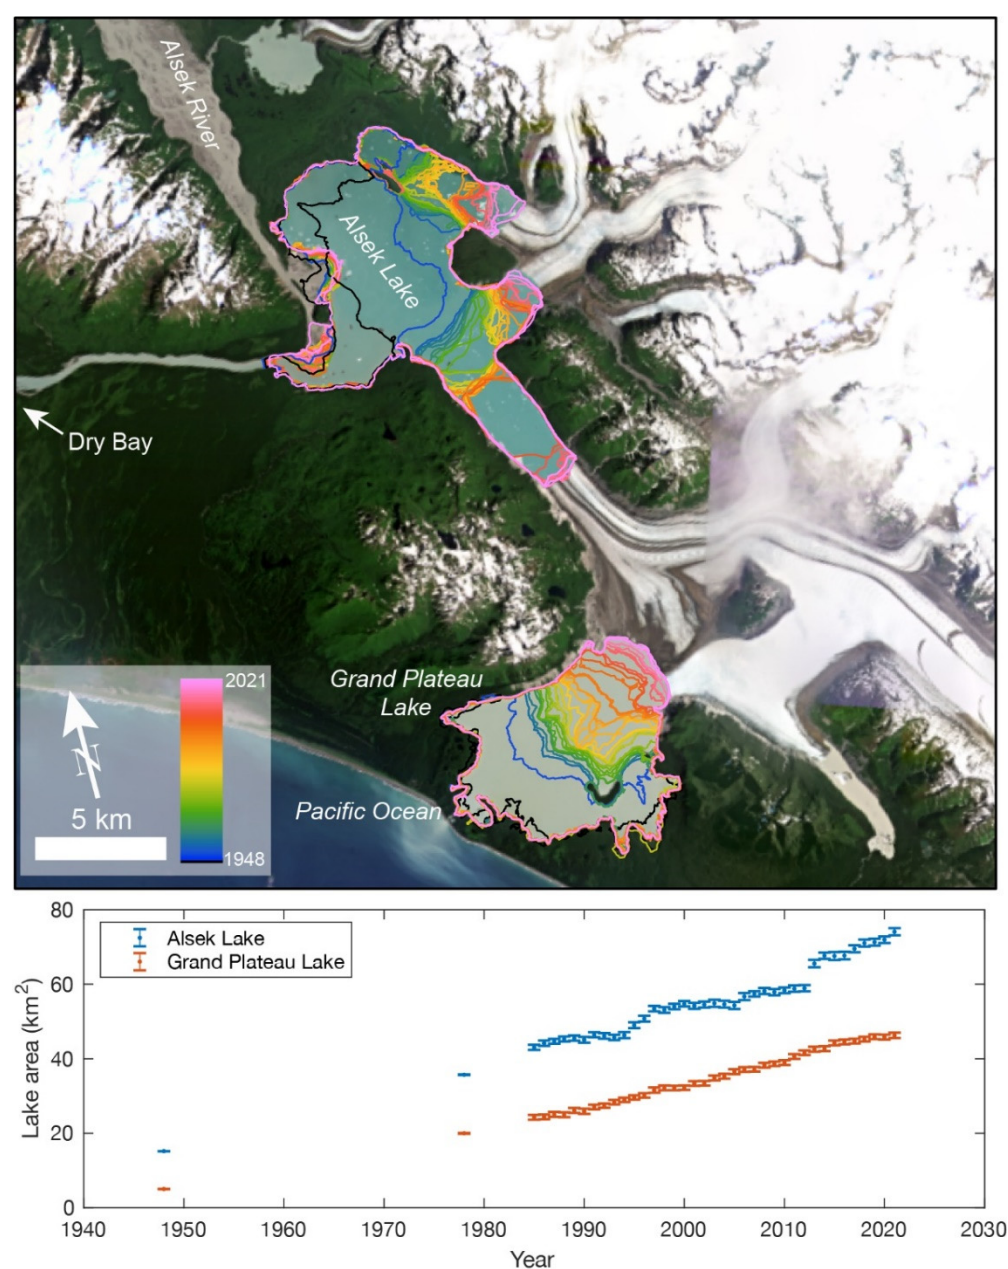 Alsek River
Alsek Lake
Dry Bay
Grand Plateau
Lake
Pacific Ocean
2021
N
5 km
1948
80
60
40
20
0
Lake area (km²)
Alsek Lake
Grand Plateau Lake
1940 1950 1960 1970 1980 1990 2000 2010 2020 2030
Year